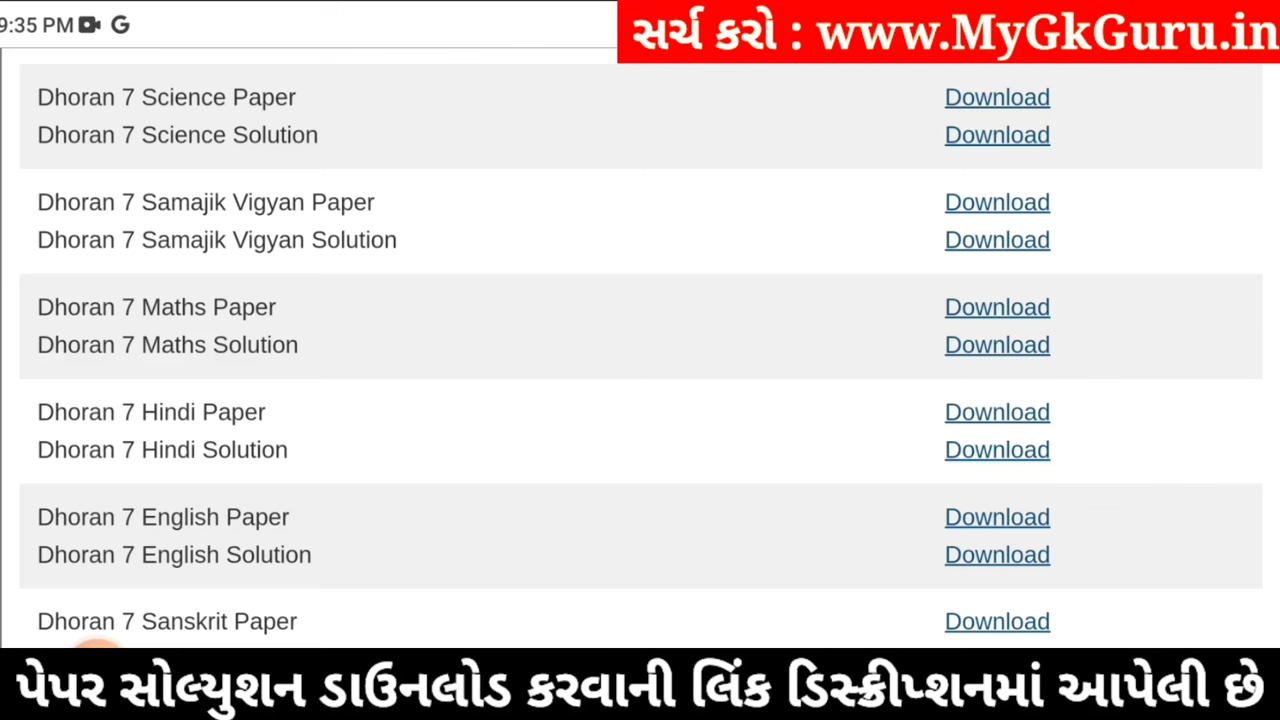 9:35 PM G
સર્ચ કરો : www.MyGkGuru.in
Dhoran 7 Science Paper Download
Dhoran 7 Science Solution Download
Dhoran 7 Samajik Vigyan Paper Download
Dhoran 7 Samajik Vigyan Solution Download
Dhoran 7 Maths Paper Download
Dhoran 7 Maths Solution Download
Dhoran 7 Hindi Paper Download
Dhoran 7 Hindi Solution Download
Dhoran 7 English Paper Download
Dhoran 7 English Solution Download
Dhoran 7 Sanskrit Paper Download
પેપર સોલ્યુશન ડાઉનલોડ કરવાની લિંક ડિસ્ક્રીપ્શનમાં આપેલી છે